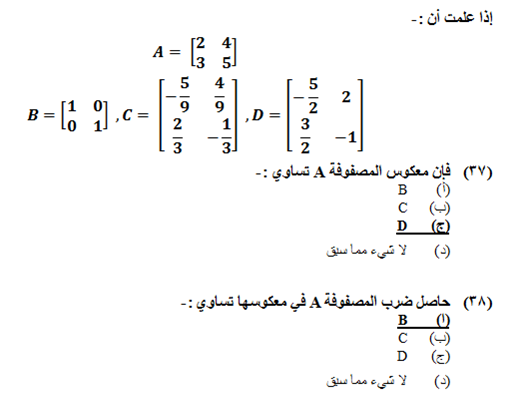 إذا علمت أن :-
A = [2 4
3 5]
B = [1 0
0 1] , C = [-5/9 4/9
2/3 -1/3] , D = [-5/2 2
3/2 -1]
(٣٧) فإن معكوس المصفوفة A تساوي :-
(أ) B
(ب) C
(ج) D
(د) لا شيء مما سبق
(٣٨) حاصل ضرب المصفوفة A في معكوسها تساوي :-
(أ) B
(ب) C
(ج) D
(د) لا شيء مما سبق